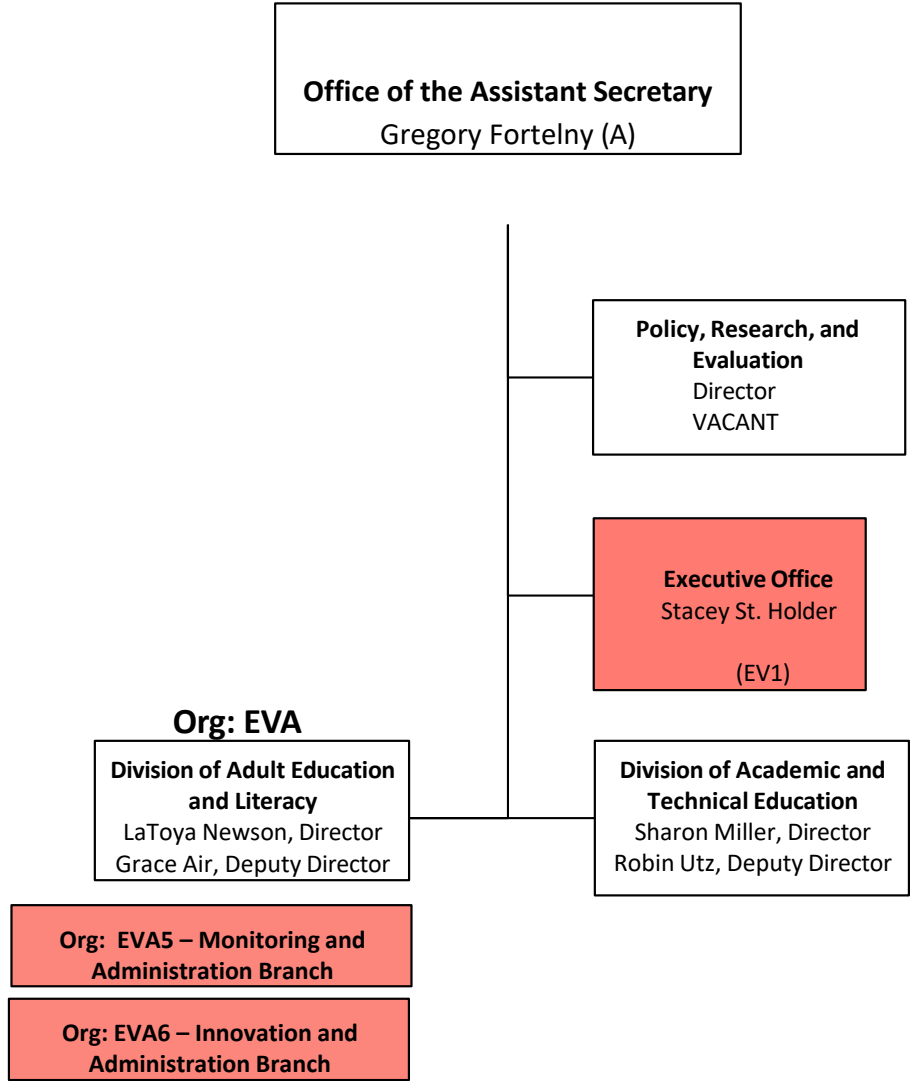 Office of the Assistant Secretary
Gregory Fortelny (A)
Policy, Research, and
Evaluation
Director
VACANT
Executive Office
Stacey St. Holder
(EV1)
Org: EVA
Division of Adult Education
and Literacy
LaToya Newson, Director
Grace Air, Deputy Director
Division of Academic and
Technical Education
Sharon Miller, Director
Robin Utz, Deputy Director
Org: EVA5 – Monitoring and
Administration Branch
Org: EVA6 – Innovation and
Administration Branch